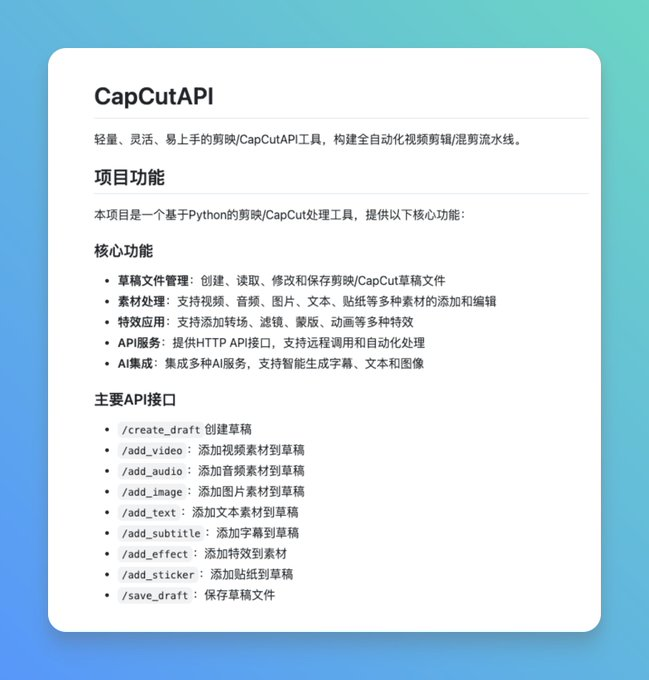 CapCutAPI
轻量、灵活、易上手的剪映/CapCutAPI工具，构建全自动化视频剪辑/混剪流水线。
项目功能
本项目是一个基于Python的剪映/CapCut处理工具，提供以下核心功能：
核心功能
• 草稿文件管理：创建、读取、修改和保存剪映/CapCut草稿文件
• 素材处理：支持视频、音频、图片、文本、贴纸等多种素材的添加和编辑
• 特效应用：支持添加转场、滤镜、蒙版、动画等多种特效
• API服务：提供HTTP API接口，支持远程调用和自动化处理
• AI集成：集成多种AI服务，支持智能生成字幕、文本和图像
主要API接口
• /create_draft 创建草稿
• /add_video：添加视频素材到草稿
• /add_audio：添加音频素材到草稿
• /add_image：添加图片素材到草稿
• /add_text：添加文本素材到草稿
• /add_subtitle：添加字幕到草稿
• /add_effect：添加特效到素材
• /add_sticker：添加贴纸到草稿
• /save_draft：保存草稿文件